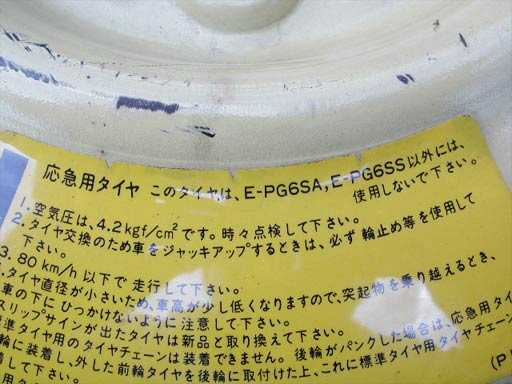 応急用タイヤ このタイヤは、E-PG6SA, E-PG6SS以外には、
使用しないで下さい。
1. 空気圧は、4.2kgf/cm²です。時々点検して下さい。
2. タイヤ交換のため車をジャッキアップするときは、必ず輪止め等を使用して
下さい。
3. 80km/h以下で走行して下さい。
タイヤ直径が小さいため、車高が少し低くなりますので、突起物を乗り越えるとき、
車の下にひっかけないように注意して下さい。
スリップサインが出たタイヤは新品と取り換えて下さい。
標準タイヤ用のタイヤチェーンは装着できません。後輪がパンクした場合は、応急用タイ
輪に装着し、外した前輪タイヤを後輪に取付けた上、これに標準タイヤ用タイヤチェーン
着して下さい。
(P